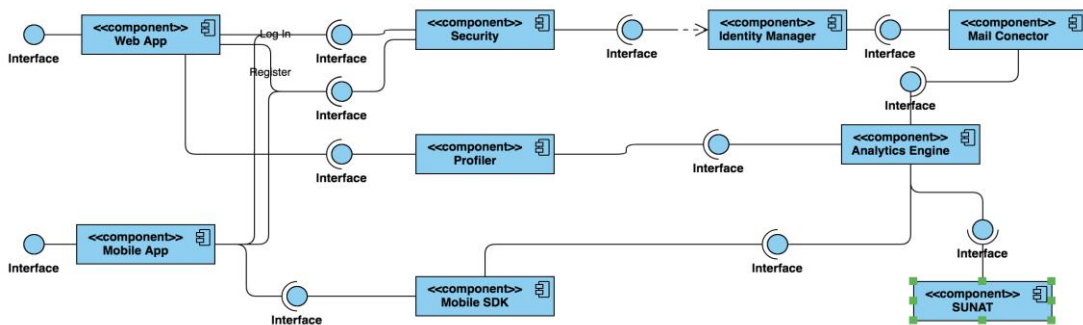 <<component>>
Web App
<<component>>
Security
<<component>>
Identity Manager
<<component>>
Mail Conector
Log In
Interface
Interface
Interface
Interface
Register
Interface
Interface
<<component>>
Analytics Engine
<<component>>
Profiler
Interface
Interface
<<component>>
Mobile App
Interface
Interface
Interface
<<component>>
Mobile SDK
Interface
<<component>>
SUNAT